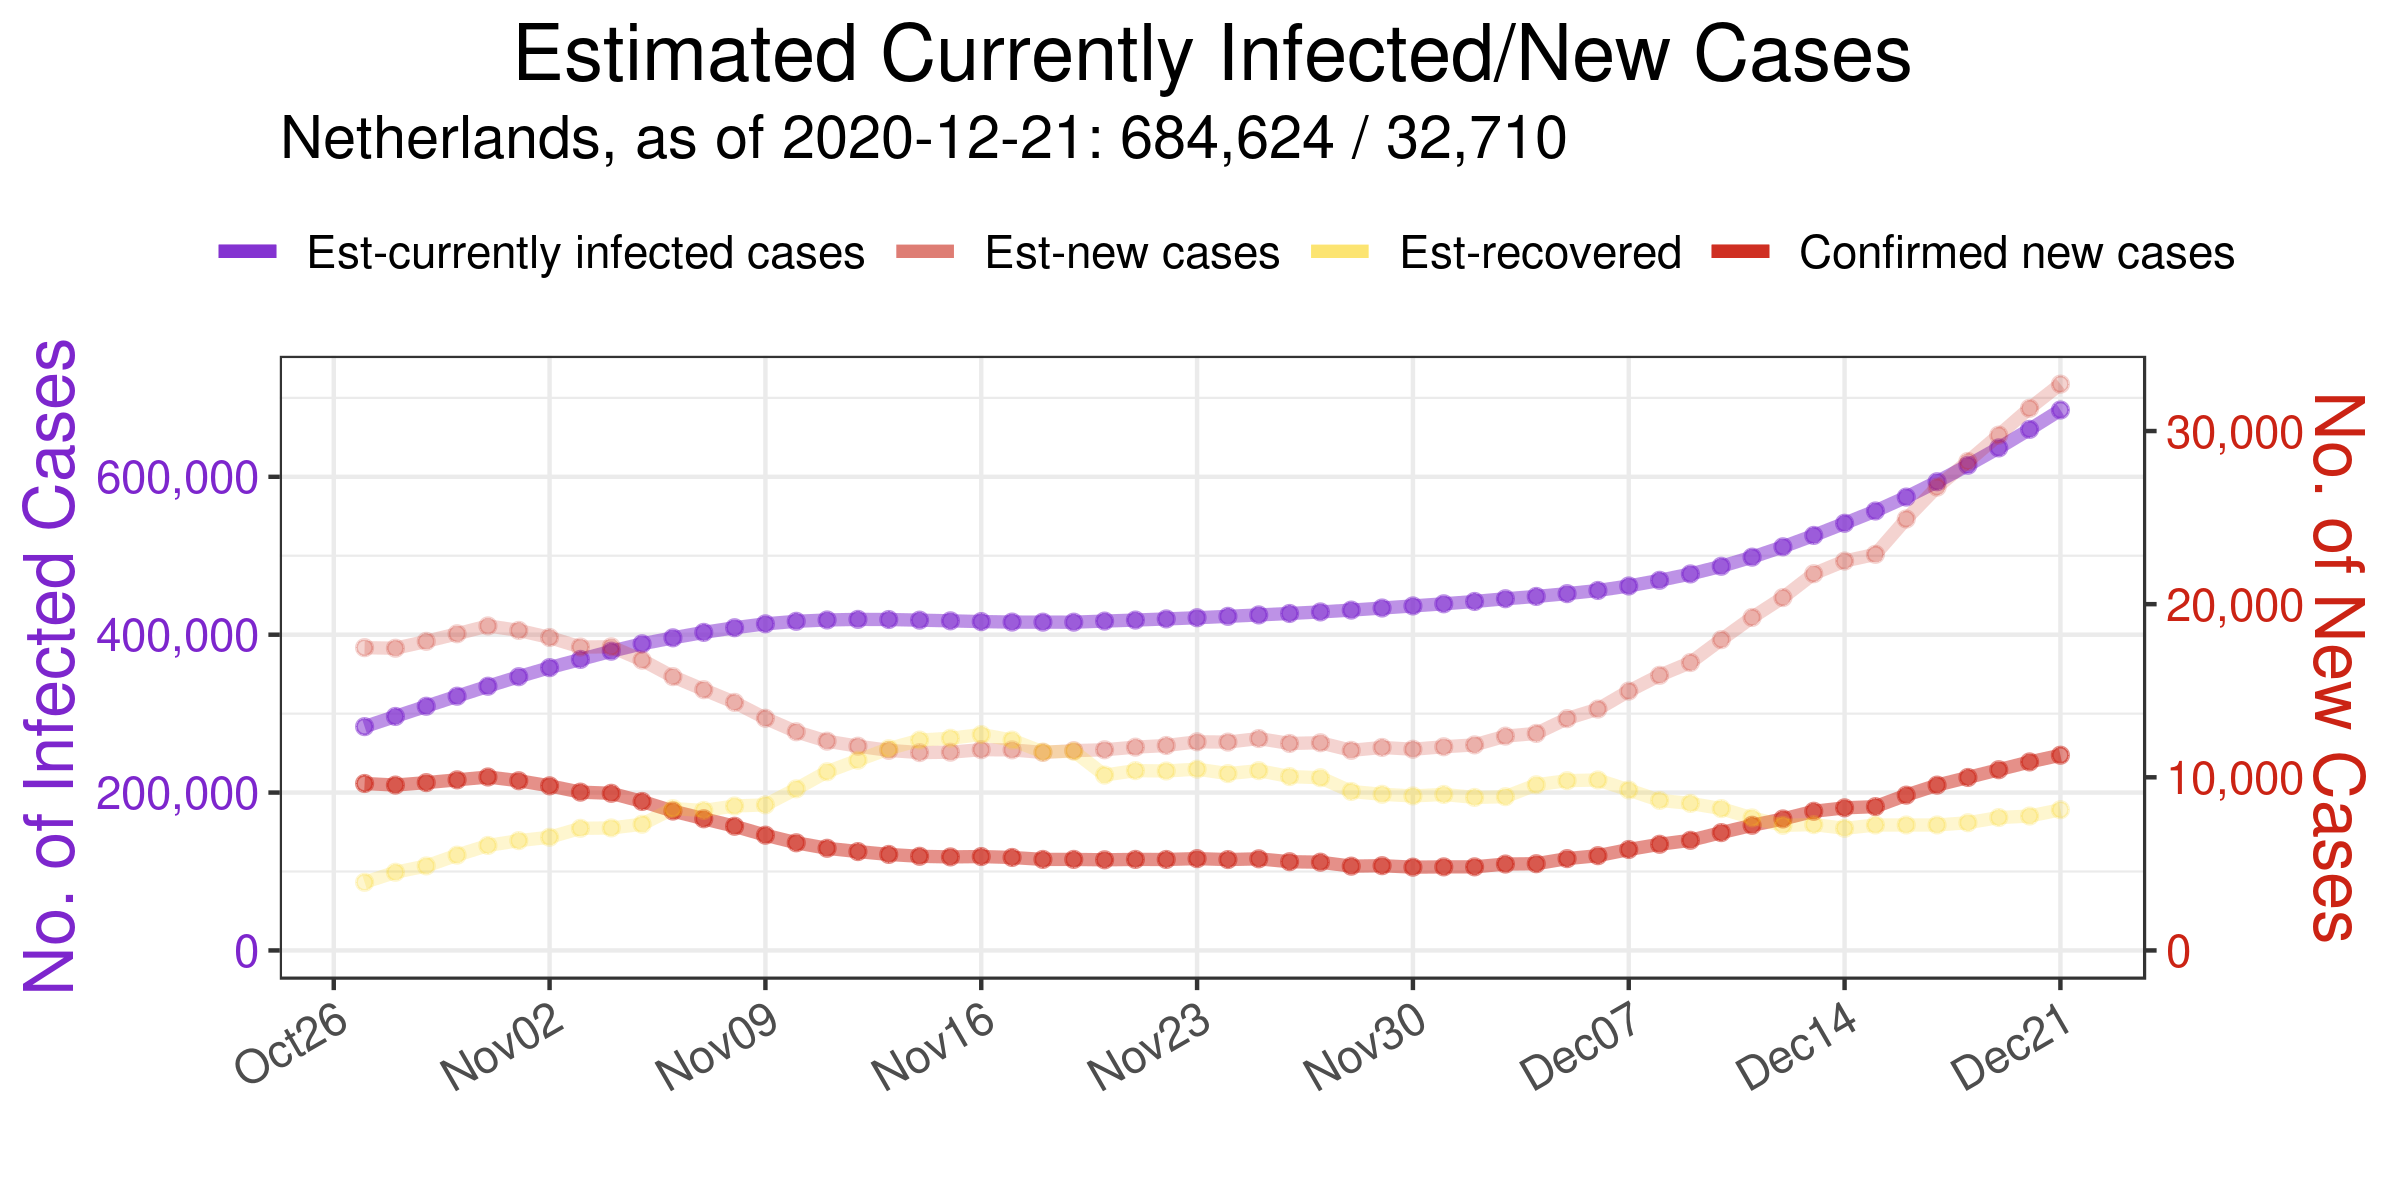 Estimated Currently Infected/New Cases
Netherlands, as of 2020-12-21: 684,624 / 32,710
Est-currently infected cases Est-new cases Est-recovered Confirmed new cases
No. of Infected Cases
600,000
400,000
200,000
0
30,000
20,000
10,000
0
No. of New Cases
Oct26 Nov02 Nov09 Nov16 Nov23 Nov30 Dec07 Dec14 Dec21